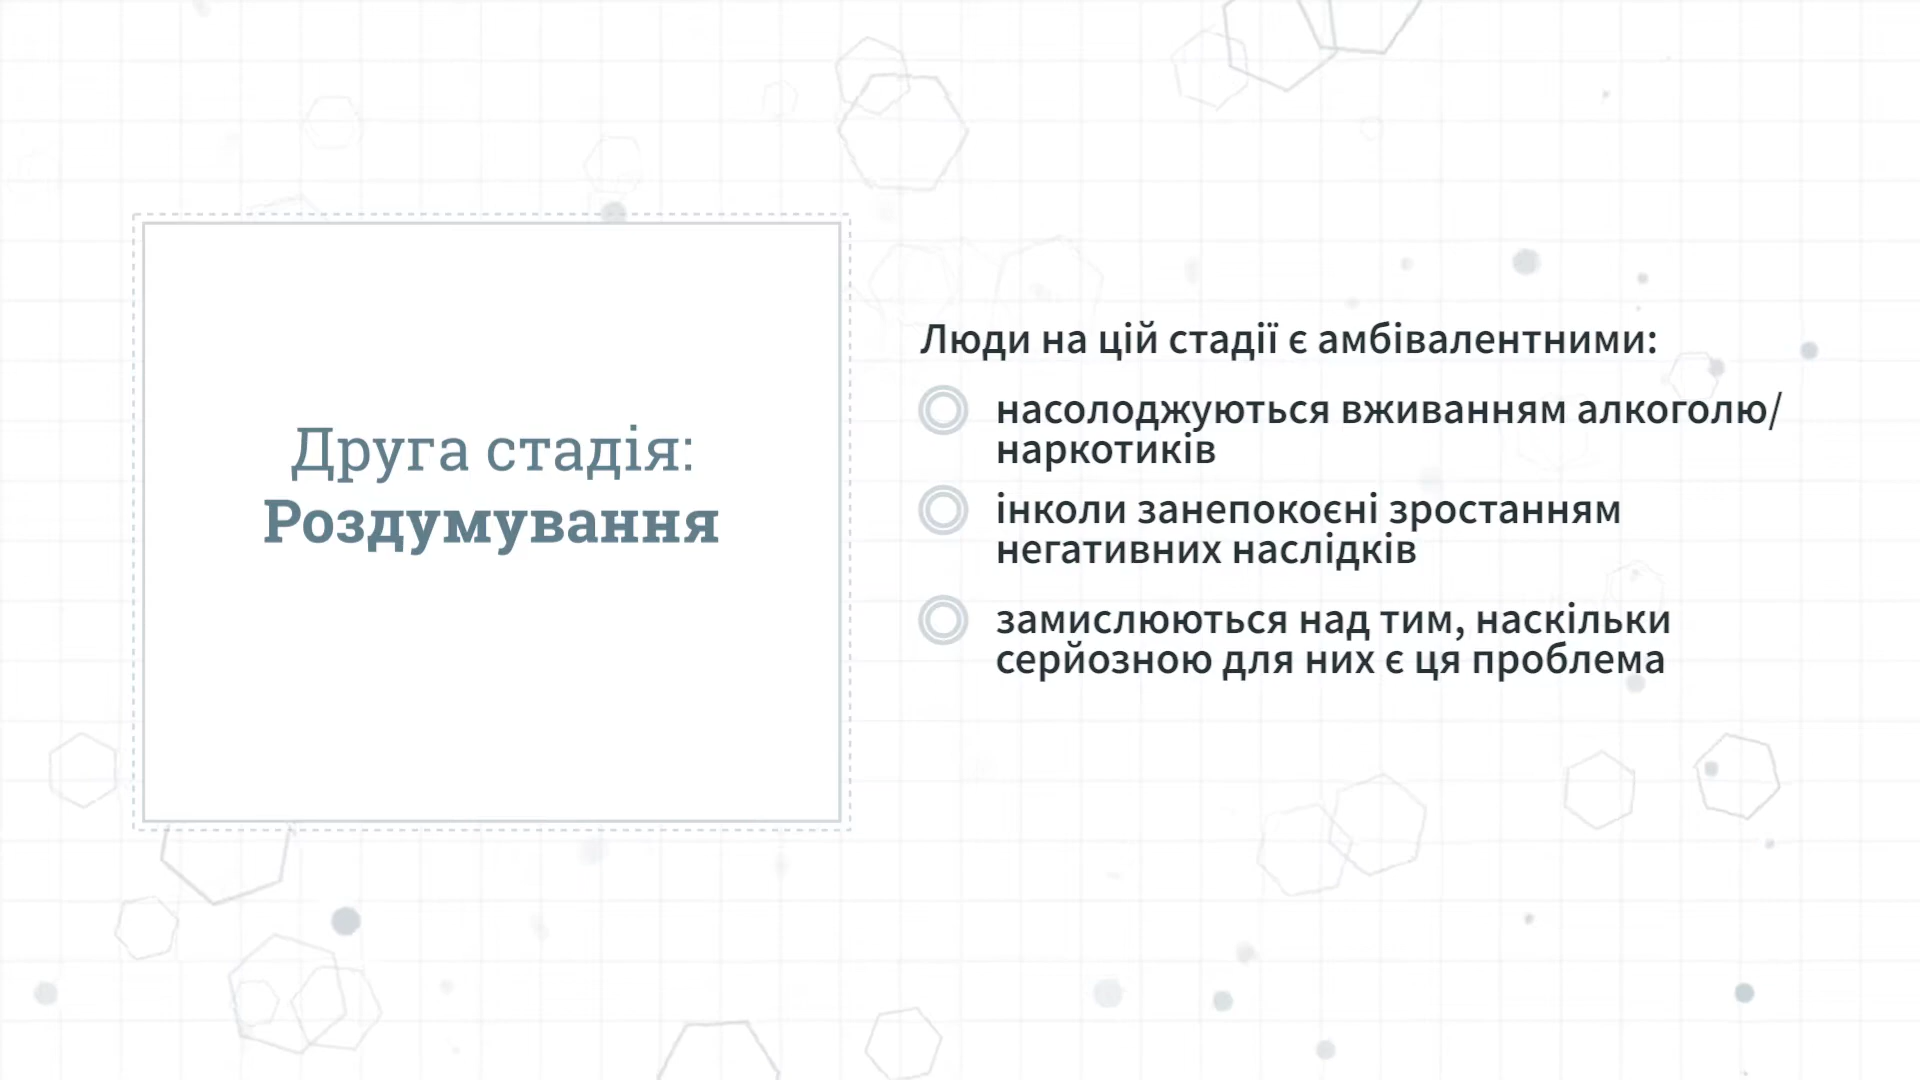 Друга стадія:
Роздумування
Люди на цій стадії є амбівалентними:
насолоджуються вживанням алкоголю/
наркотиків
інколи занепокоєні зростанням
негативних наслідків
замислюються над тим, наскільки
серйозною для них є ця проблема